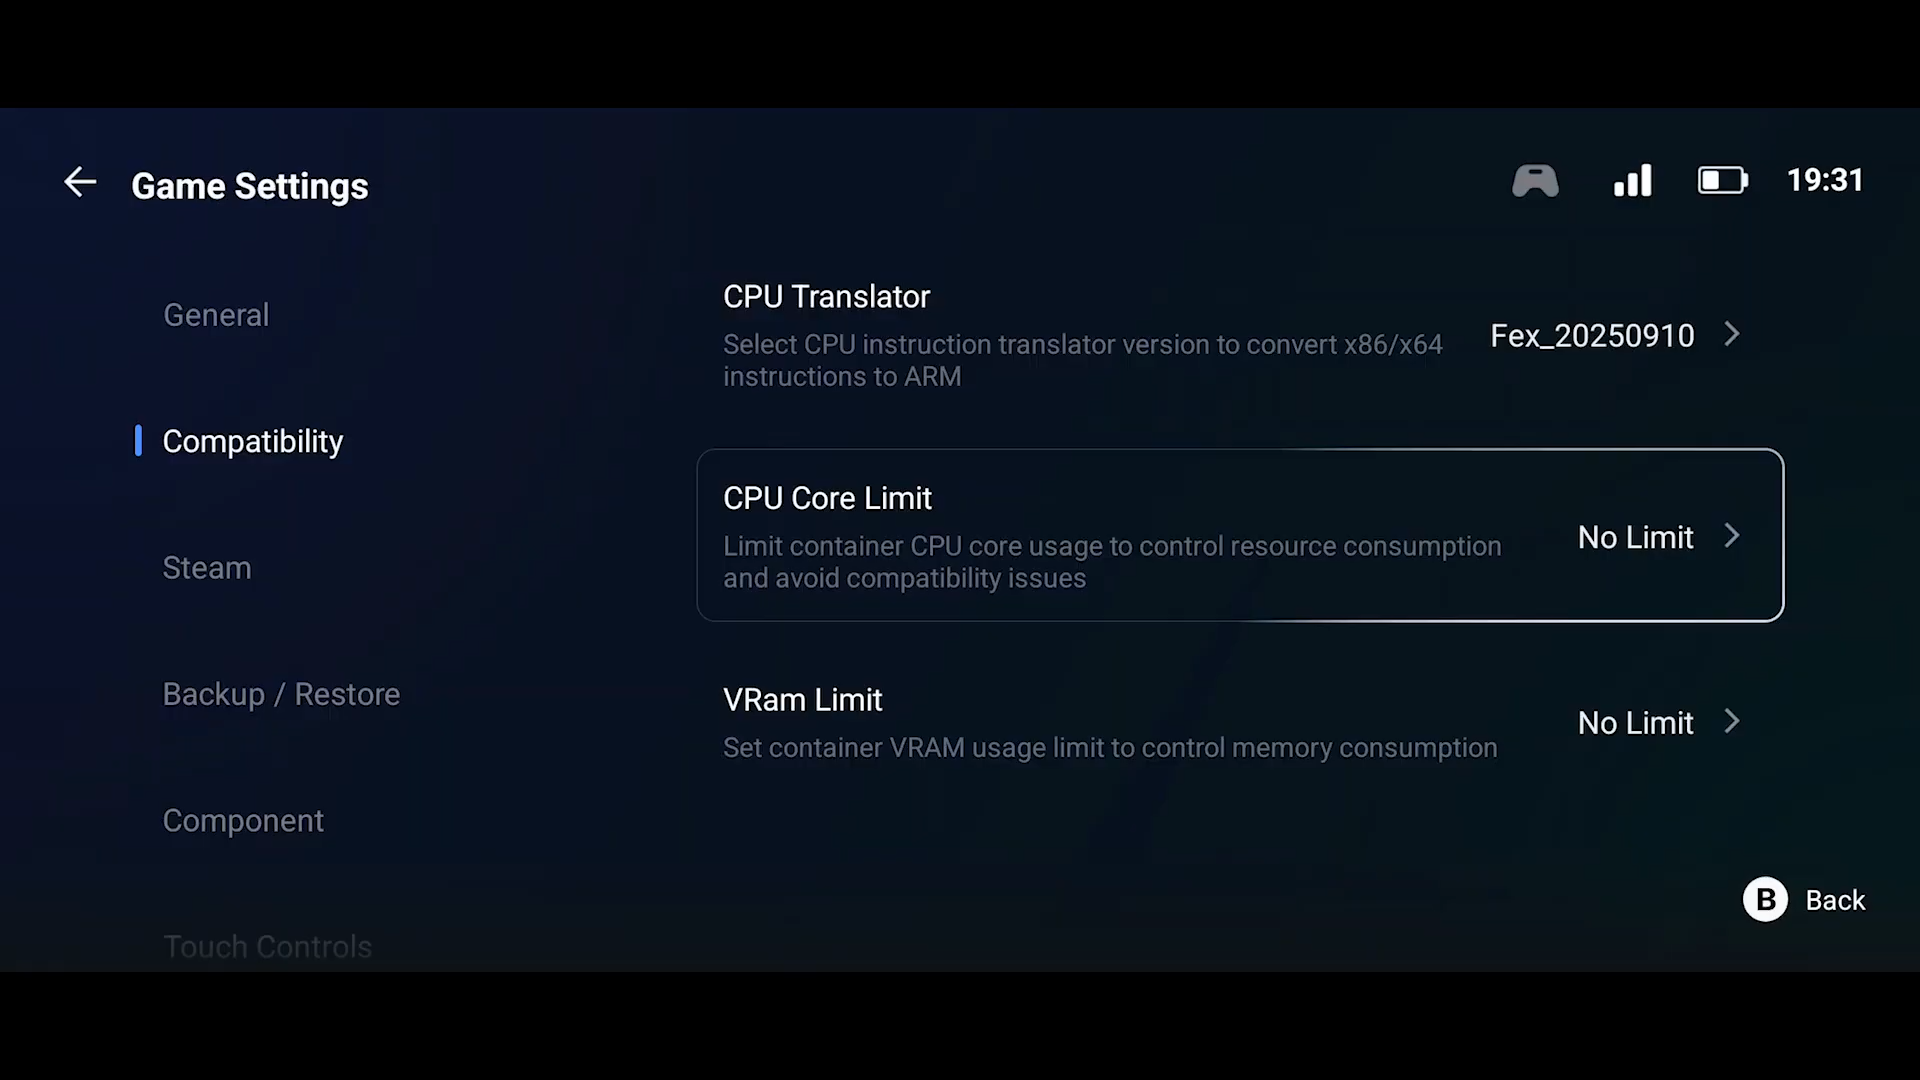 Game Settings
19:31
General
Compatibility
Steam
Backup / Restore
Component
Touch Controls
CPU Translator
Select CPU instruction translator version to convert x86/x64
instructions to ARM
Fex_20250910
CPU Core Limit
Limit container CPU core usage to control resource consumption
and avoid compatibility issues
No Limit
VRam Limit
Set container VRAM usage limit to control memory consumption
No Limit
B Back